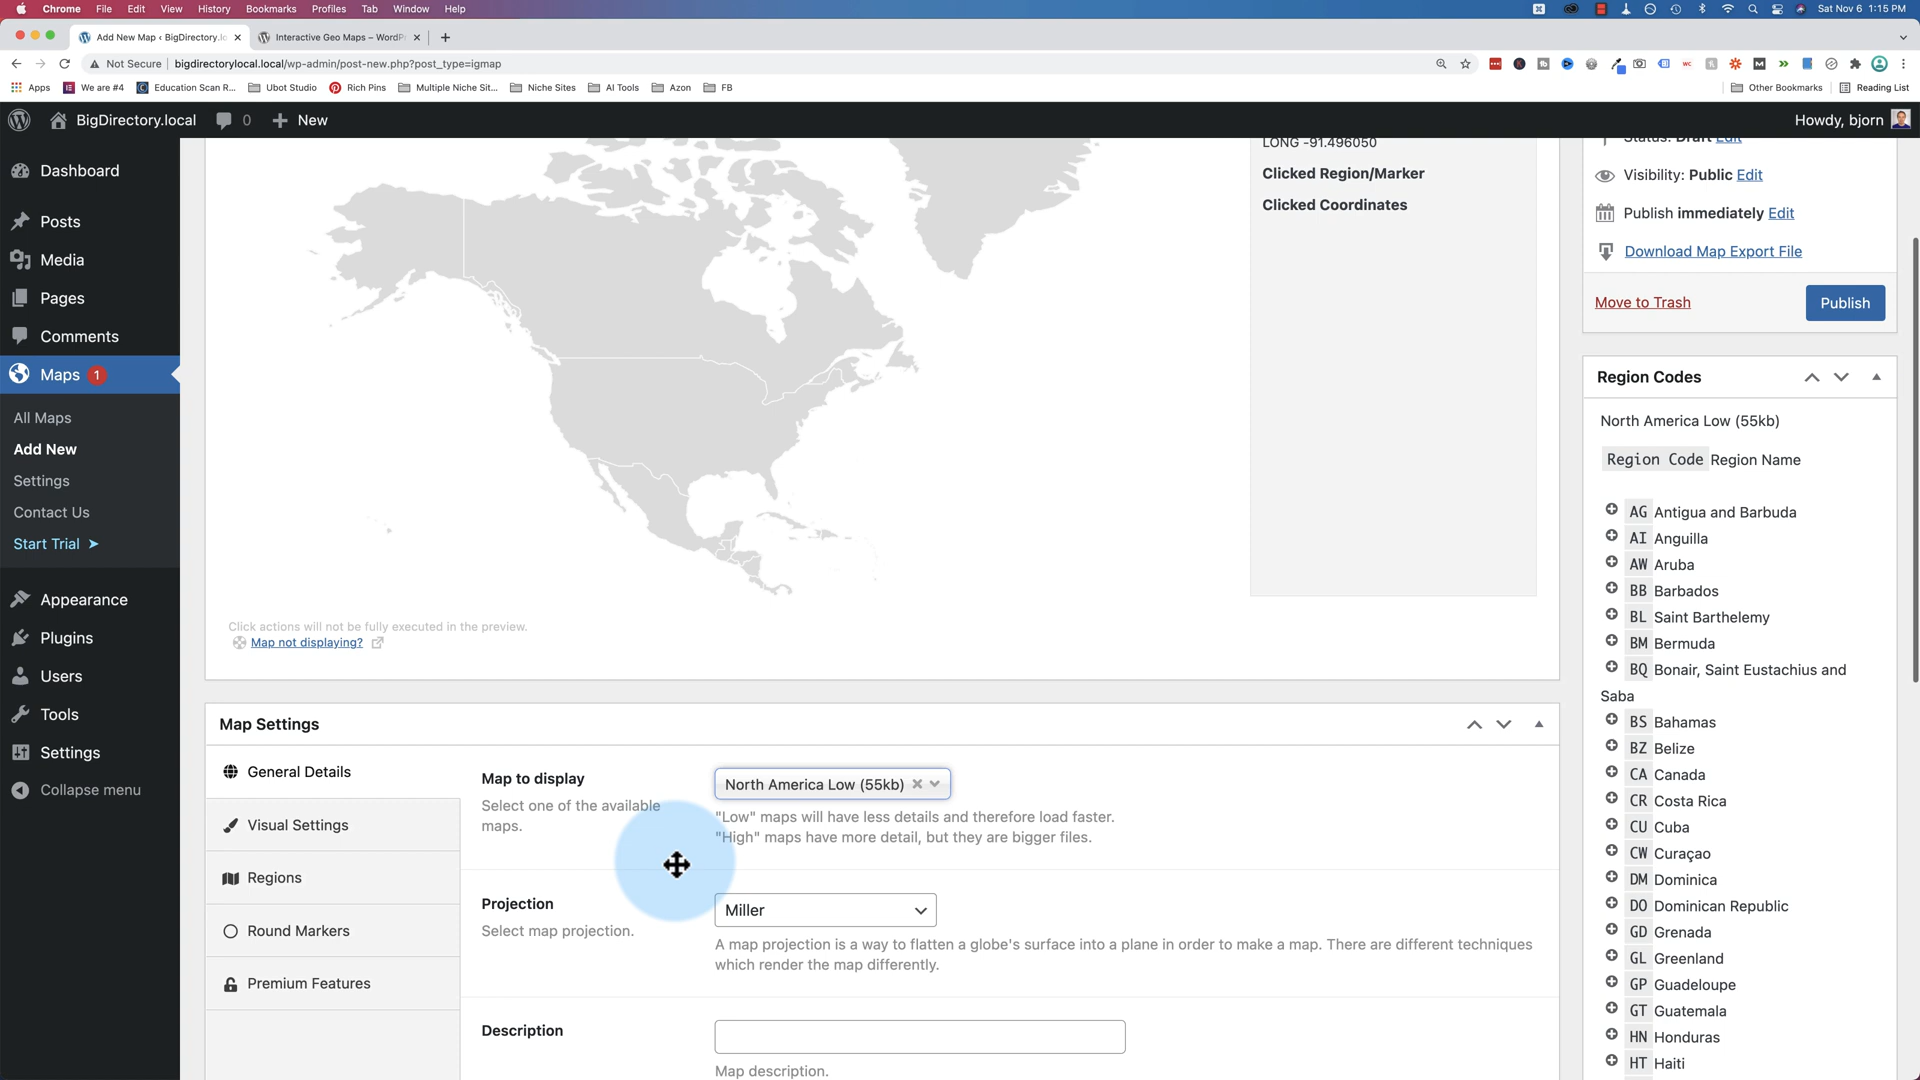 Chrome File Edit View History Bookmarks Profiles Tab Window Help Sat Nov 6 1:15 PM
Add New Map ‹ BigDirectory.lo Interactive Geo Maps – WordP
Not Secure bigdirectorylocal.local/wp-admin/post-new.php?post_type=igmap
Apps We are #4 Education Scan R... Ubot Studio Rich Pins Multiple Niche Sit... Niche Sites AI Tools Azon FB Other Bookmarks Reading List
BigDirectory.local 0 New Howdy, bjorn
Dashboard
Posts
Media
Pages
Comments
Maps 1
All Maps
Add New
Settings
Contact Us
Start Trial ➤
Appearance
Plugins
Users
Tools
Settings
Collapse menu
LONG -91.496050
Clicked Region/Marker
Clicked Coordinates
Click actions will not be fully executed in the preview.
Map not displaying?
Map Settings
General Details
Visual Settings
Regions
Round Markers
Premium Features
Map to display
Select one of the available
maps.
North America Low (55kb)
"Low" maps will have less details and therefore load faster.
"High" maps have more detail, but they are bigger files.
Projection
Select map projection.
Miller
A map projection is a way to flatten a globe's surface into a plane in order to make a map. There are different techniques
which render the map differently.
Description
Map description.
Status: Draft Edit
Visibility: Public Edit
Publish immediately Edit
Download Map Export File
Move to Trash Publish
Region Codes
North America Low (55kb)
Region Code Region Name
AG Antigua and Barbuda
AI Anguilla
AW Aruba
BB Barbados
BL Saint Barthelemy
BM Bermuda
BQ Bonair, Saint Eustachius and
Saba
BS Bahamas
BZ Belize
CA Canada
CR Costa Rica
CU Cuba
CW Curaçao
DM Dominica
DO Dominican Republic
GD Grenada
GL Greenland
GP Guadeloupe
GT Guatemala
HN Honduras
HT Haiti